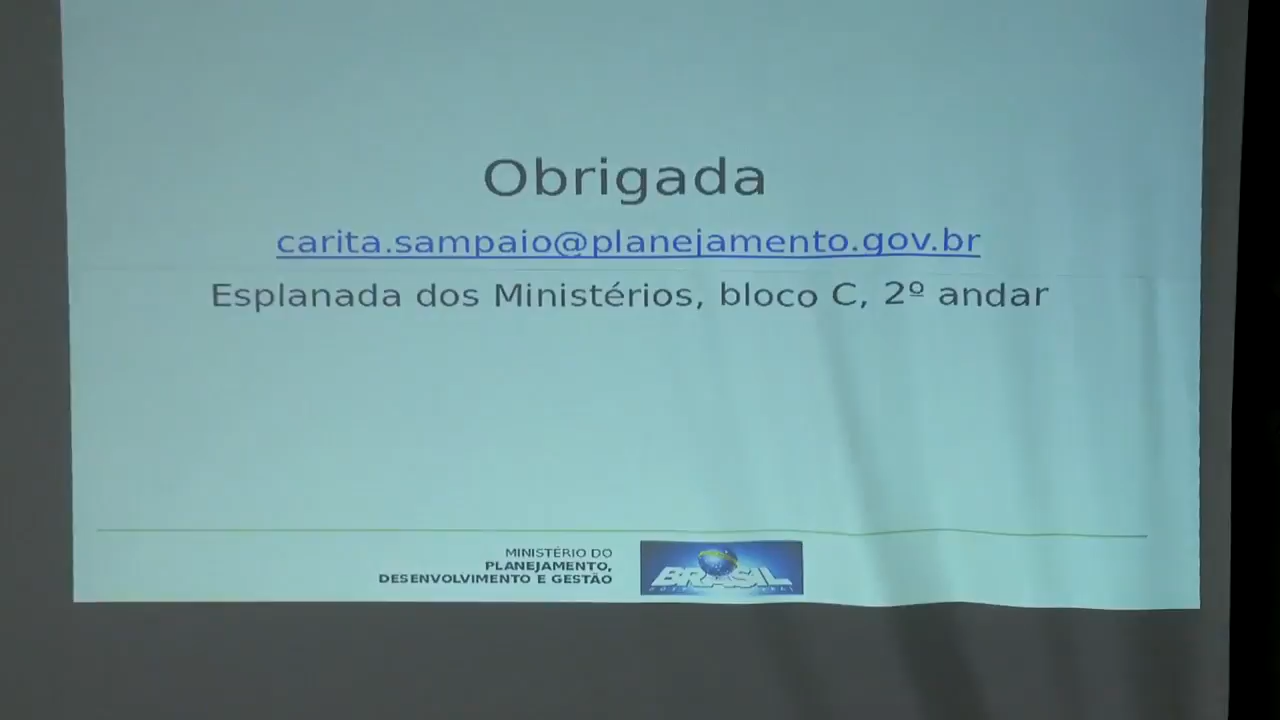 Obrigada
carita.sampaio@planejamento.gov.br
Esplanada dos Ministérios, bloco C, 2º andar
MINISTÉRIO DO
PLANEJAMENTO,
DESENVOLVIMENTO E GESTÃO
BRASIL